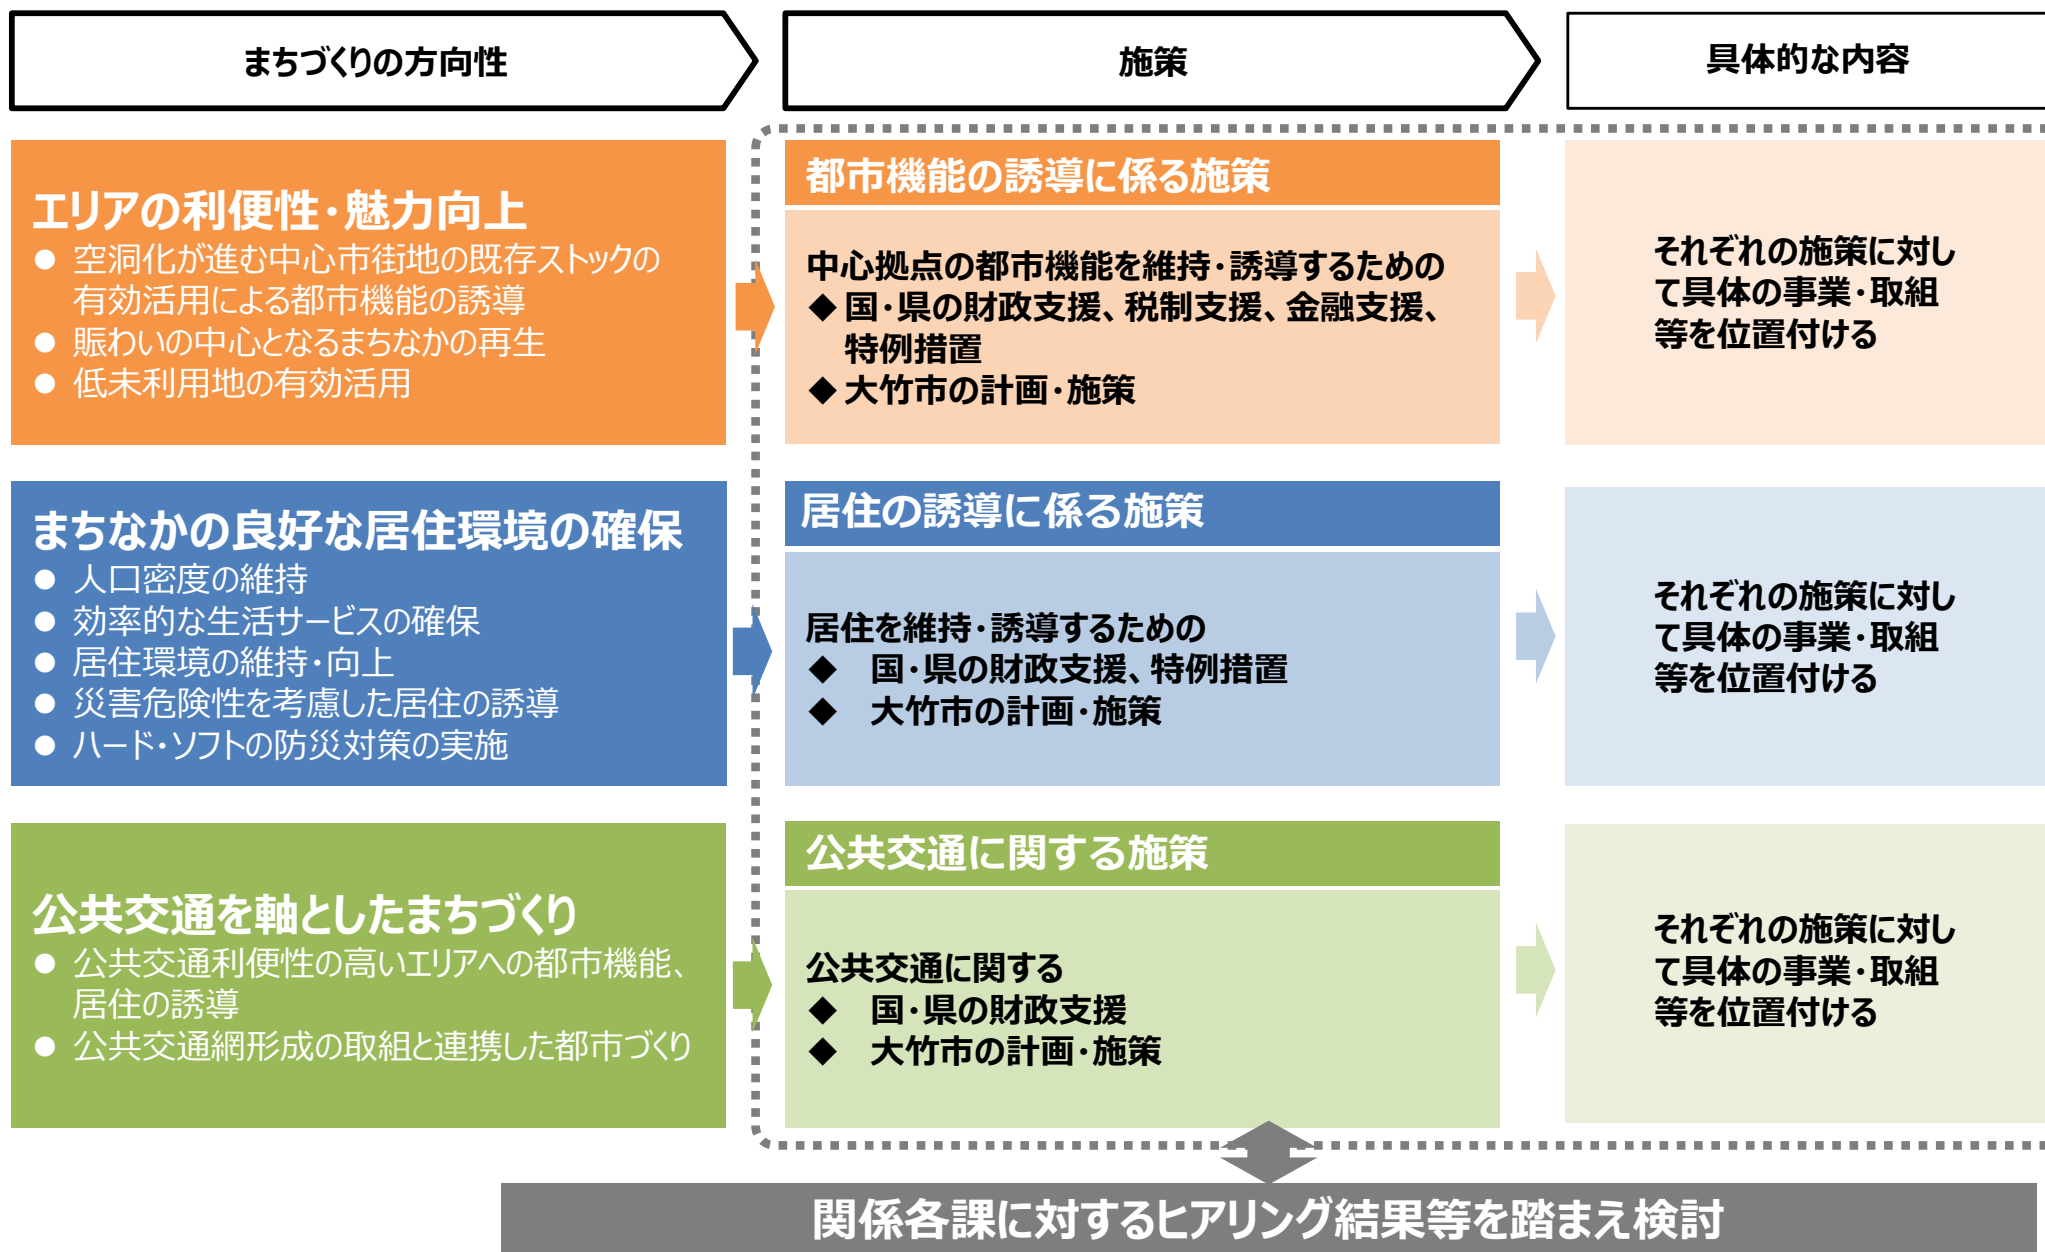 まちづくりの方向性
施策
具体的な内容
エリアの利便性・魅力向上
● 空洞化が進む中心市街地の既存ストックの
有効活用による都市機能の誘導
● 賑わいの中心となるまちなかの再生
● 低未利用地の有効活用
都市機能の誘導に係る施策
中心拠点の都市機能を維持・誘導するための
◆ 国・県の財政支援、税制支援、金融支援、
特例措置
◆ 大竹市の計画・施策
それぞれの施策に対し
て具体の事業・取組
等を位置付ける
まちなかの良好な居住環境の確保
● 人口密度の維持
● 効率的な生活サービスの確保
● 居住環境の維持・向上
● 災害危険性を考慮した居住の誘導
● ハード・ソフトの防災対策の実施
居住の誘導に係る施策
居住を維持・誘導するための
◆ 国・県の財政支援、特例措置
◆ 大竹市の計画・施策
それぞれの施策に対し
て具体の事業・取組
等を位置付ける
公共交通を軸としたまちづくり
● 公共交通利便性の高いエリアへの都市機能、
居住の誘導
● 公共交通網形成の取組と連携した都市づくり
公共交通に関する施策
公共交通に関する
◆ 国・県の財政支援
◆ 大竹市の計画・施策
それぞれの施策に対し
て具体の事業・取組
等を位置付ける
関係各課に対するヒアリング結果等を踏まえ検討